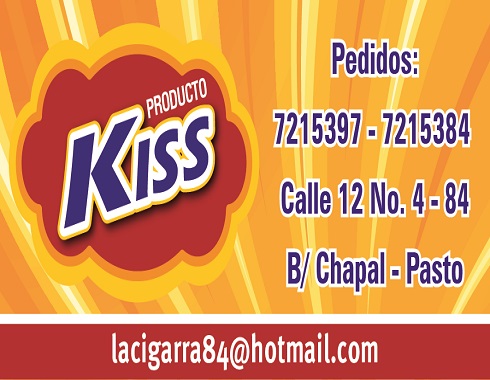 PRODUCTO
KISS
Pedidos:
7215397 - 7215384
Calle 12 No. 4 - 84
B/ Chapal - Pasto
lacigarra84@hotmail.com